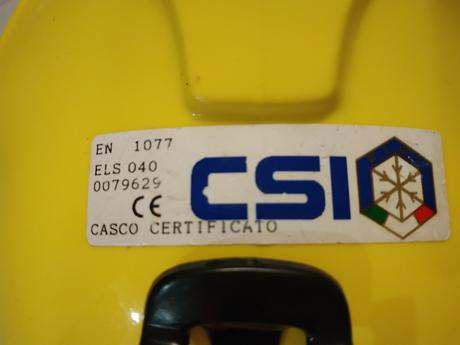 EN 1077
ELS 040
0079629
CE
CASCO CERTIFICATO
CSI